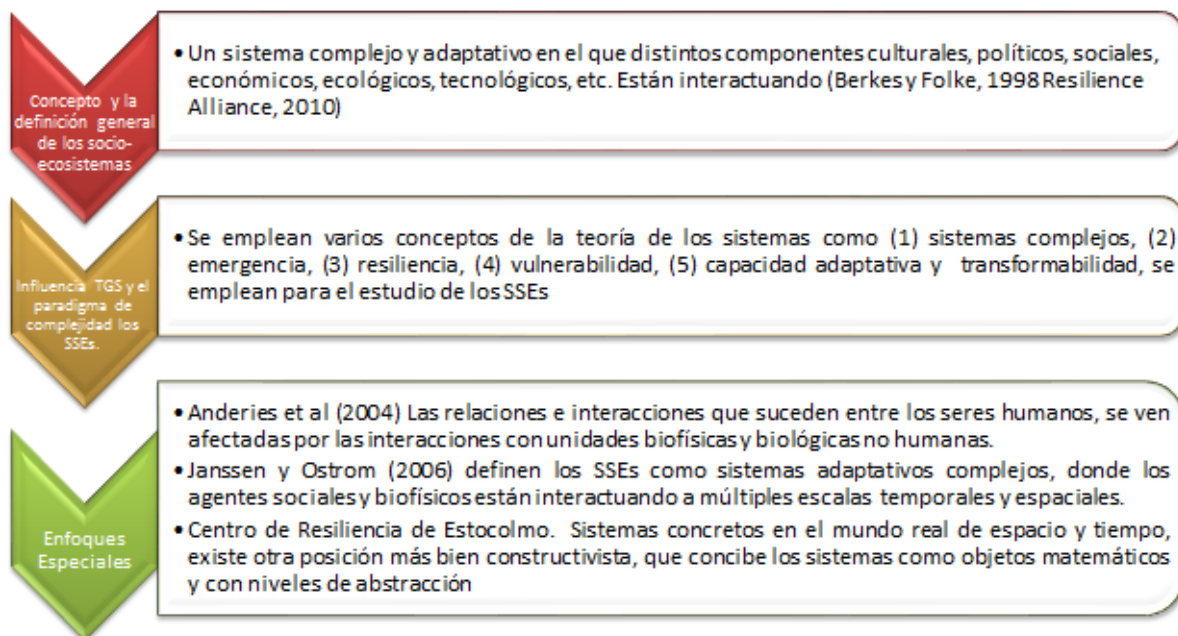 Concepto y la
definición general
de los socio-
ecosistemas
• Un sistema complejo y adaptativo en el que distintos componentes culturales, políticos, sociales,
económicos, ecológicos, tecnológicos, etc. Están interactuando (Berkes y Folke, 1998 Resilience
Alliance, 2010)
Influencia TGS y el
paradigma de
complejidad los
SSEs.
• Se emplean varios conceptos de la teoría de los sistemas como (1) sistemas complejos, (2)
emergencia, (3) resiliencia, (4) vulnerabilidad, (5) capacidad adaptativa y transformabilidad, se
emplean para el estudio de los SSEs
Enfoques
Especiales
• Anderies et al (2004) Las relaciones e interacciones que suceden entre los seres humanos, se ven
afectadas por las interacciones con unidades biofísicas y biológicas no humanas.
• Janssen y Ostrom (2006) definen los SSEs como sistemas adaptativos complejos, donde los
agentes sociales y biofísicos están interactuando a múltiples escalas temporales y espaciales.
• Centro de Resiliencia de Estocolmo. Sistemas concretos en el mundo real de espacio y tiempo,
existe otra posición más bien constructivista, que concibe los sistemas como objetos matemáticos
y con niveles de abstracción